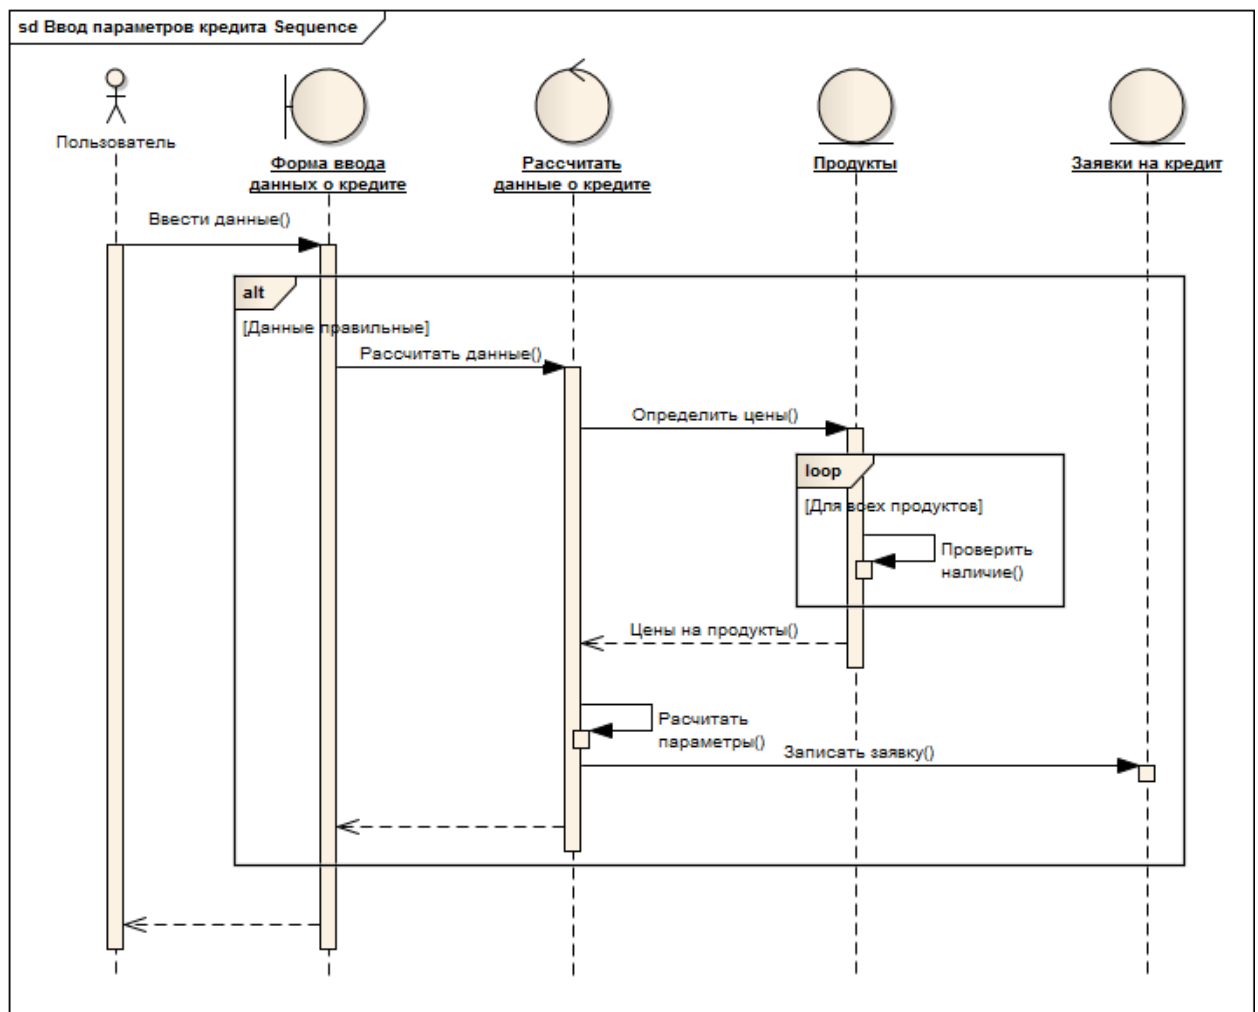 sd Ввод параметров кредита Sequence
Пользователь
Форма ввода
данных о кредите
Рассчитать
данные о кредите
Продукты
Заявки на кредит
Ввести данные()
alt
[Данные правильные]
Рассчитать данные()
Определить цены()
loop
[Для всех продуктов]
Проверить
наличие()
Цены на продукты()
Расчитать
параметры()
Записать заявку()